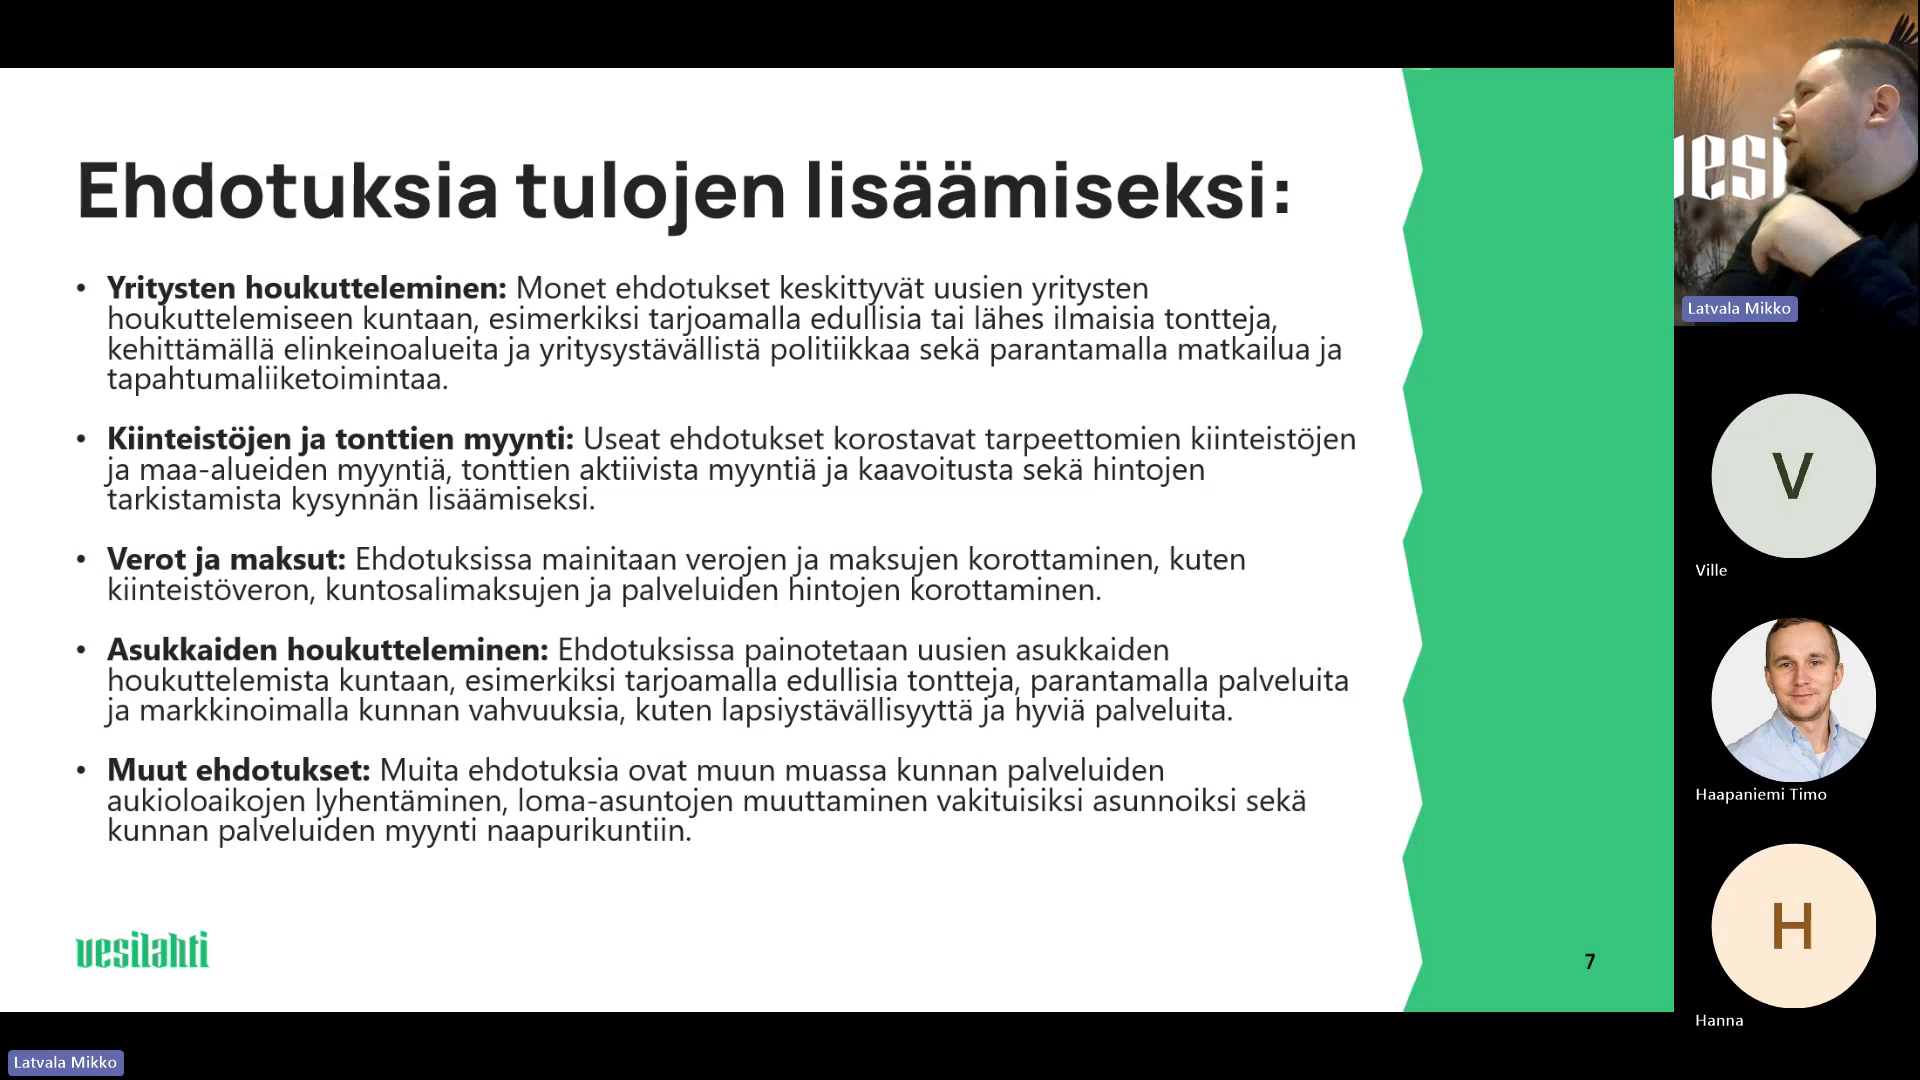 Ehdotuksia tulojen lisäämiseksi:
• Yritysten houkutteleminen: Monet ehdotukset keskittyvät uusien yritysten
houkuttelemiseen kuntaan, esimerkiksi tarjoamalla edullisia tai lähes ilmaisia tontteja,
kehittämällä elinkeinoalueita ja yritysystävällistä politiikkaa sekä parantamalla matkailua ja
tapahtumaliiketoimintaa.
• Kiinteistöjen ja tonttien myynti: Useat ehdotukset korostavat tarpeettomien kiinteistöjen
ja maa-alueiden myyntiä, tonttien aktiivista myyntiä ja kaavoitusta sekä hintojen
tarkistamista kysynnän lisäämiseksi.
• Verot ja maksut: Ehdotuksissa mainitaan verojen ja maksujen korottaminen, kuten
kiinteistöveron, kuntosalimaksujen ja palveluiden hintojen korottaminen.
• Asukkaiden houkutteleminen: Ehdotuksissa painotetaan uusien asukkaiden
houkuttelemista kuntaan, esimerkiksi tarjoamalla edullisia tontteja, parantamalla palveluita
ja markkinoimalla kunnan vahvuuksia, kuten lapsiystävällisyyttä ja hyviä palveluita.
• Muut ehdotukset: Muita ehdotuksia ovat muun muassa kunnan palveluiden
aukioloaikojen lyhentäminen, loma-asuntojen muuttaminen vakituisiksi asunnoiksi sekä
kunnan palveluiden myynti naapurikuntiin.
vesilahti
7
Latvala Mikko
vesi
Latvala Mikko
V
Ville
Haapaniemi Timo
H
Hanna